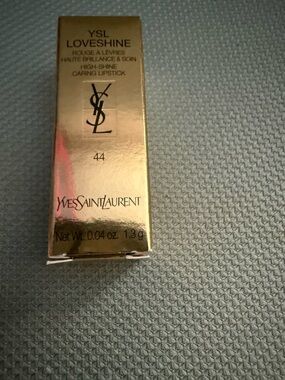 YSL
LOVESHINE
ROUGE À LÈVRES
HAUTE BRILLANCE & SOIN
HIGH-SHINE
CARING LIPSTICK
YSL
44
YVESSAINTLAURENT
Net Wt. 0.04 oz. 1.3 g